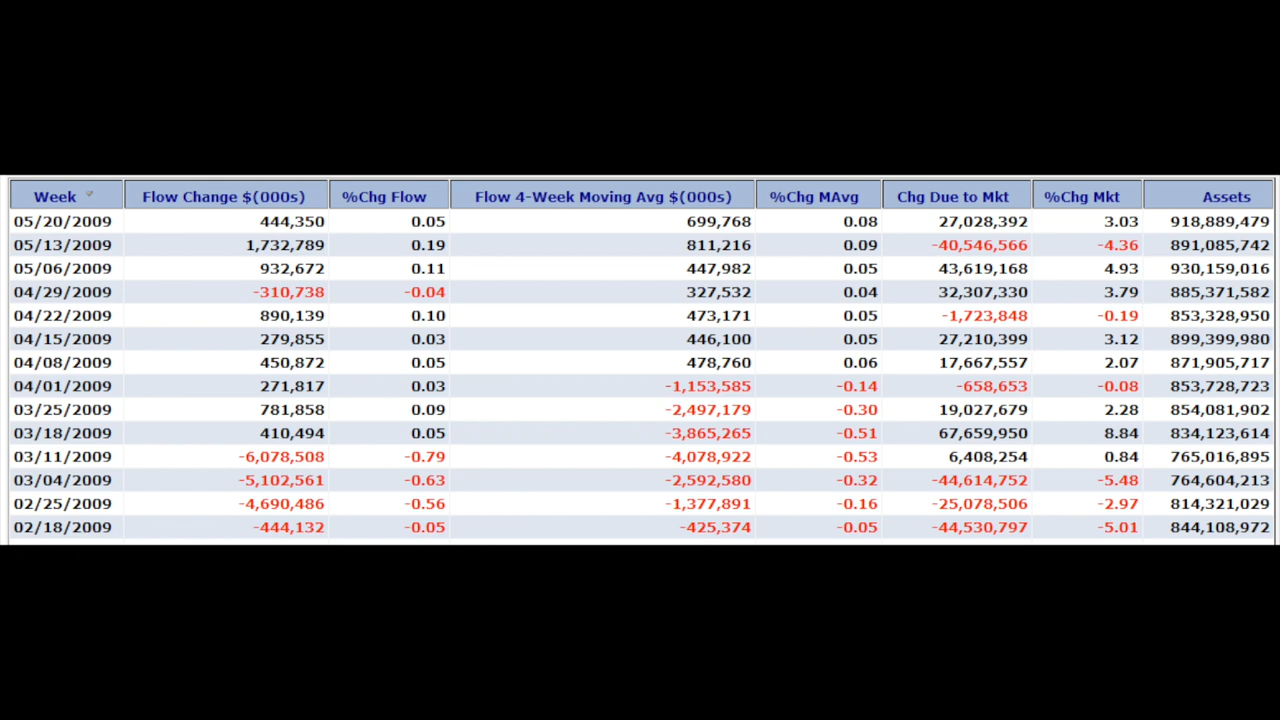 Week Flow Change $(000s) %Chg Flow Flow 4-Week Moving Avg $(000s) %Chg MAvg Chg Due to Mkt %Chg Mkt Assets
05/20/2009 444,350 0.05 699,768 0.08 27,028,392 3.03 918,889,479
05/13/2009 1,732,789 0.19 811,216 0.09 -40,546,566 -4.36 891,085,742
05/06/2009 932,672 0.11 447,982 0.05 43,619,168 4.93 930,159,016
04/29/2009 -310,738 -0.04 327,532 0.04 32,307,330 3.79 885,371,582
04/22/2009 890,139 0.10 473,171 0.05 -1,723,848 -0.19 853,328,950
04/15/2009 279,855 0.03 446,100 0.05 27,210,399 3.12 899,399,980
04/08/2009 450,872 0.05 478,760 0.06 17,667,557 2.07 871,905,717
04/01/2009 271,817 0.03 -1,153,585 -0.14 -658,653 -0.08 853,728,723
03/25/2009 781,858 0.09 -2,497,179 -0.30 19,027,679 2.28 854,081,902
03/18/2009 410,494 0.05 -3,865,265 -0.51 67,659,950 8.84 834,123,614
03/11/2009 -6,078,508 -0.79 -4,078,922 -0.53 6,408,254 0.84 765,016,895
03/04/2009 -5,102,561 -0.63 -2,592,580 -0.32 -44,614,752 -5.48 764,604,213
02/25/2009 -4,690,486 -0.56 -1,377,891 -0.16 -25,078,506 -2.97 814,321,029
02/18/2009 -444,132 -0.05 -425,374 -0.05 -44,530,797 -5.01 844,108,972